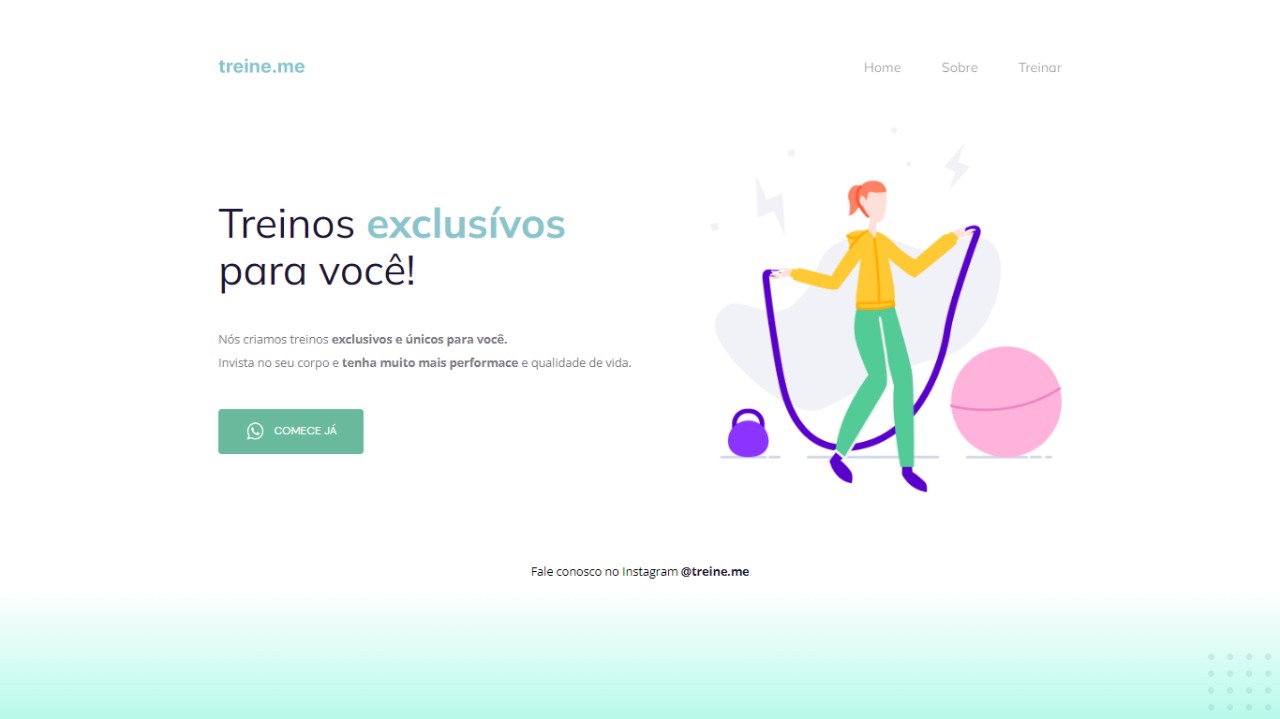 treine.me
Home Sobre Treinar
Treinos exclusívos
para você!
Nós criamos treinos exclusivos e únicos para você.
Invista no seu corpo e tenha muito mais performace e qualidade de vida.
COMECE JÁ
Fale conosco no Instagram @treine.me